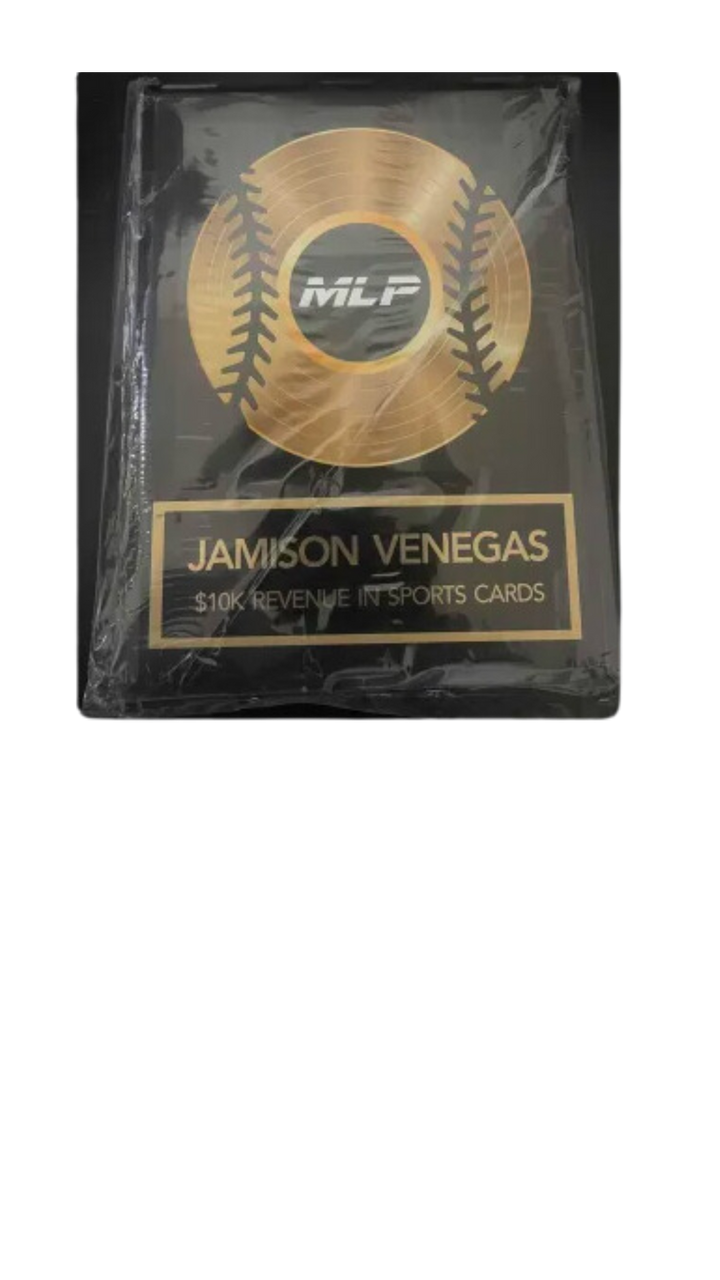 MLP
JAMISON VENEGAS
$10K REVENUE IN SPORTS CARDS